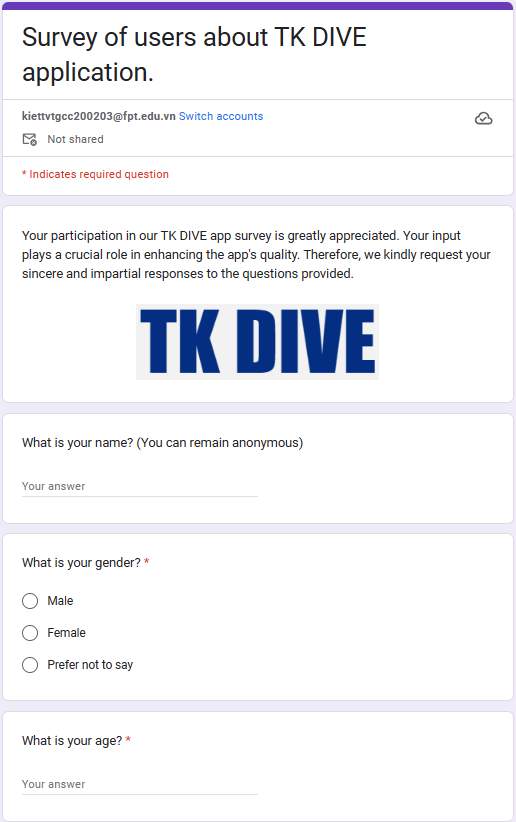 Survey of users about TK DIVE
application.
kiettvtgcc200203@fpt.edu.vn Switch accounts
Not shared
* Indicates required question
Your participation in our TK DIVE app survey is greatly appreciated. Your input
plays a crucial role in enhancing the app's quality. Therefore, we kindly request your
sincere and impartial responses to the questions provided.
TK DIVE
What is your name? (You can remain anonymous)
Your answer
What is your gender? *
Male
Female
Prefer not to say
What is your age? *
Your answer